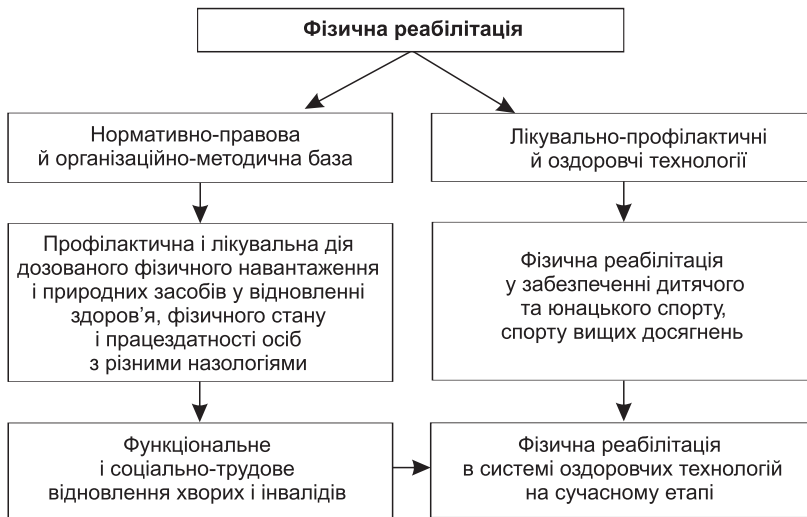 Фізична реабілітація
Нормативно-правова
й організаційно-методична база
Лікувально-профілактичні
й оздоровчі технології
Профілактична і лікувальна дія
дозованого фізичного навантаження
і природних засобів у відновленні
здоров’я, фізичного стану
і працездатності осіб
з різними назологіями
Фізична реабілітація
у забезпеченні дитячого
та юнацького спорту,
спорту вищих досягнень
Функціональне
і соціально-трудове
відновлення хворих і інвалідів
Фізична реабілітація
в системі оздоровчих технологій
на сучасному етапі